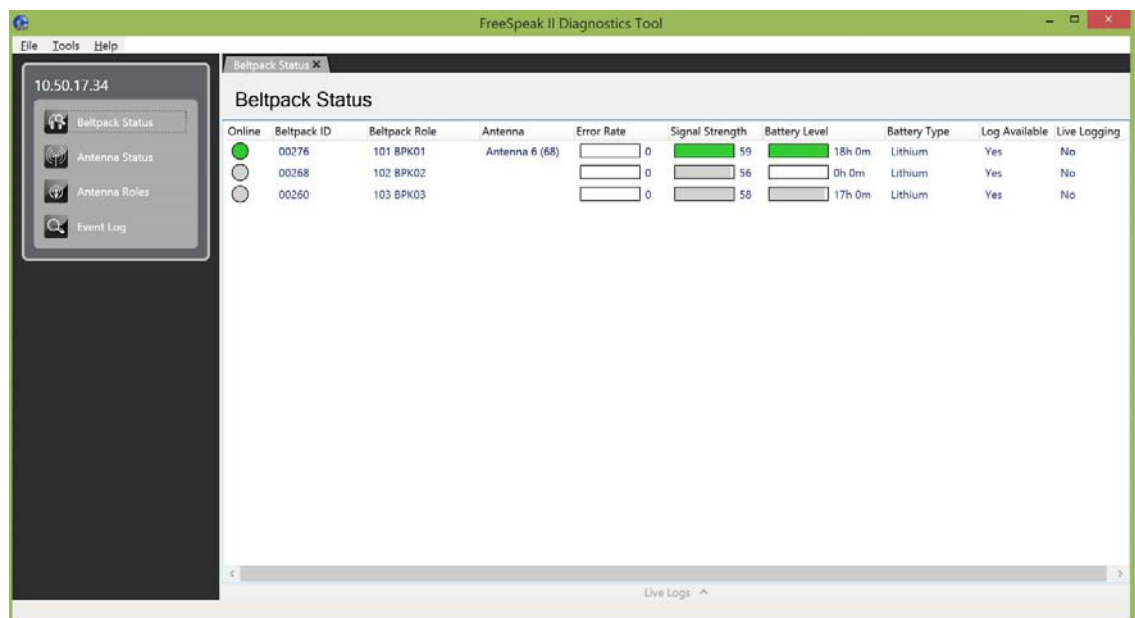 FreeSpeak II Diagnostics Tool
File Tools Help
10.50.17.34
Beltpack Status
Antenna Status
Antenna Roles
Event Log
Beltpack Status ✖
Beltpack Status
Online Beltpack ID Beltpack Role Antenna Error Rate Signal Strength Battery Level Battery Type Log Available Live Logging
00276 101 BPK01 Antenna 6 (68) 0 59 18h 0m Lithium Yes No
00268 102 BPK02 0 56 0h 0m Lithium Yes No
00260 103 BPK03 0 58 17h 0m Lithium Yes No
Live Logs